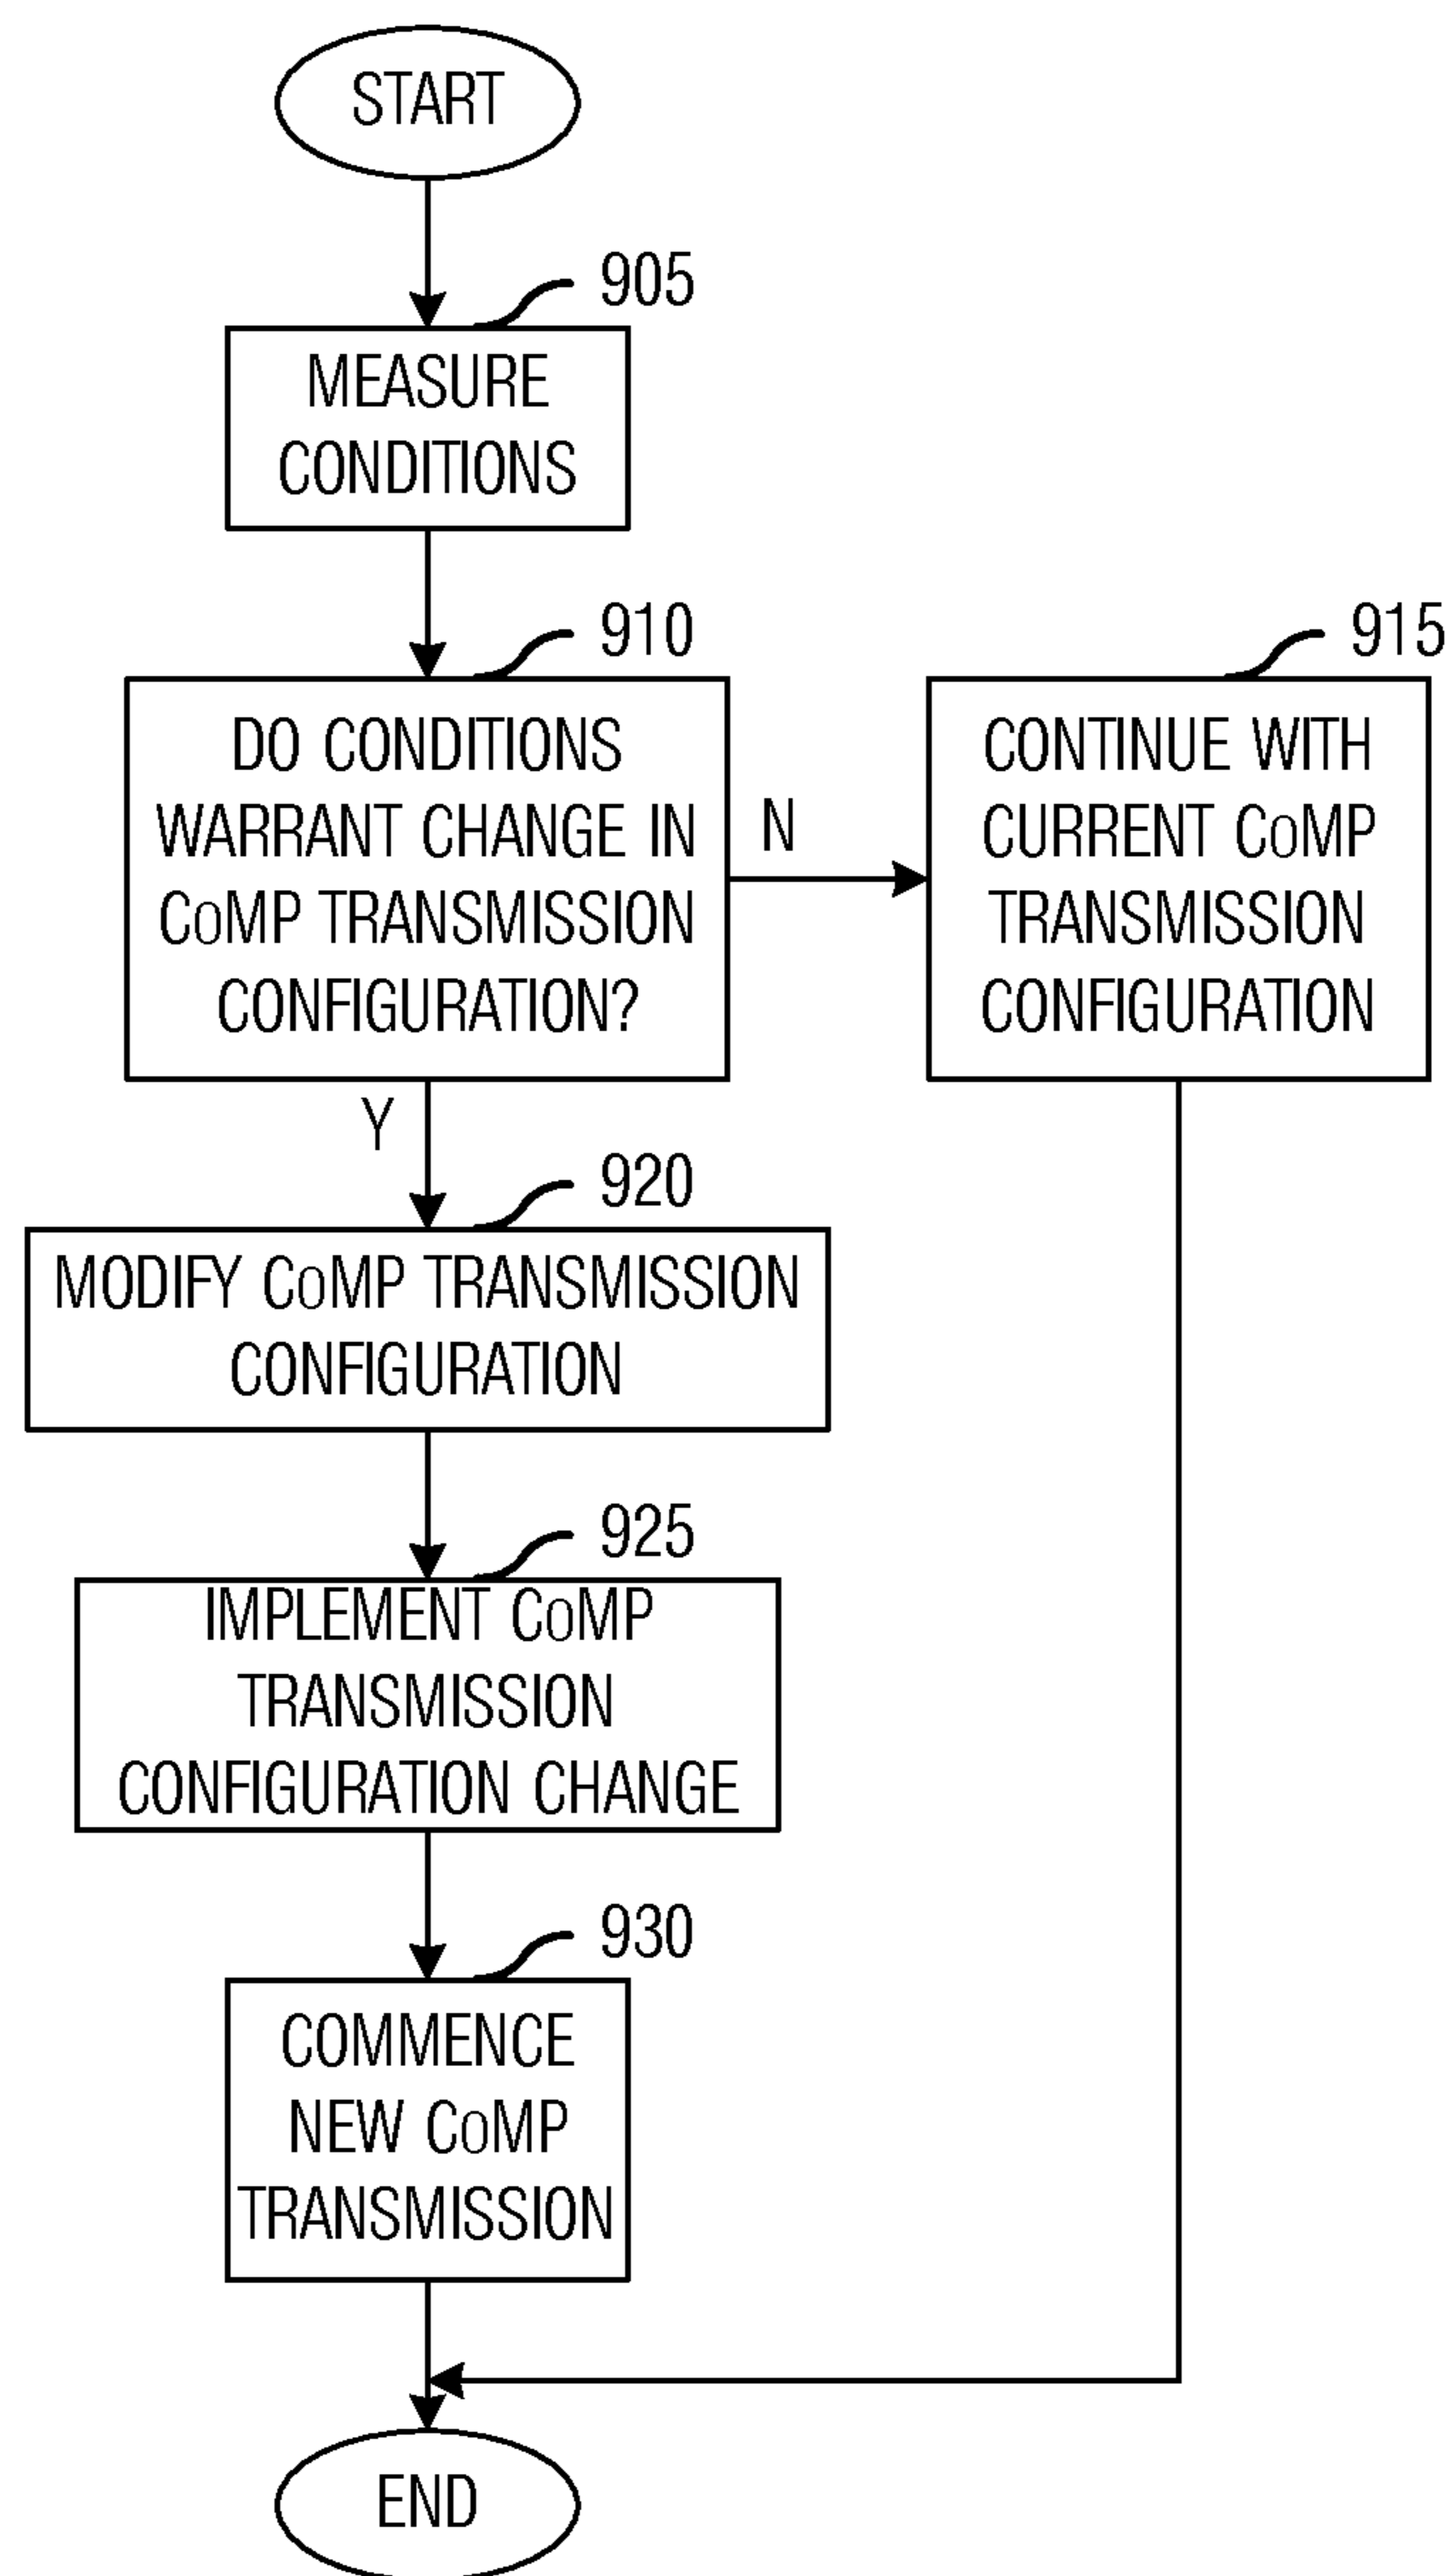 START
905
MEASURE
CONDITIONS
910
DO CONDITIONS
WARRANT CHANGE IN
CoMP TRANSMISSION
CONFIGURATION?
N
915
CONTINUE WITH
CURRENT CoMP
TRANSMISSION
CONFIGURATION
Y
920
MODIFY CoMP TRANSMISSION
CONFIGURATION
925
IMPLEMENT CoMP
TRANSMISSION
CONFIGURATION CHANGE
930
COMMENCE
NEW CoMP
TRANSMISSION
END